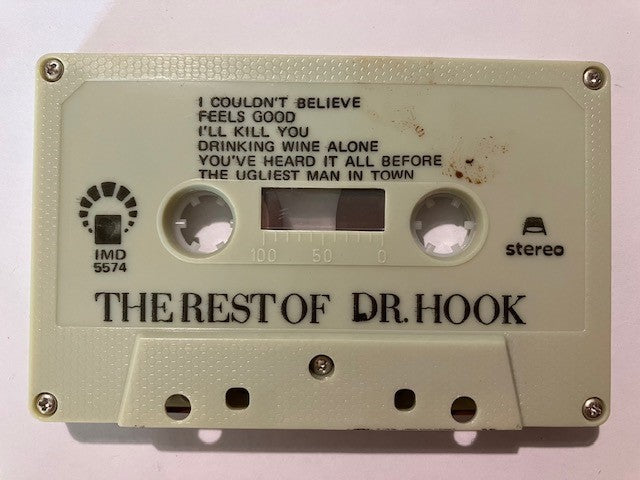 I COULDN'T BELIEVE
FEELS GOOD
I'LL KILL YOU
DRINKING WINE ALONE
YOU'VE HEARD IT ALL BEFORE
THE UGLIEST MAN IN TOWN
IMD
5574
100 50 0
stereo
THE REST OF DR. HOOK